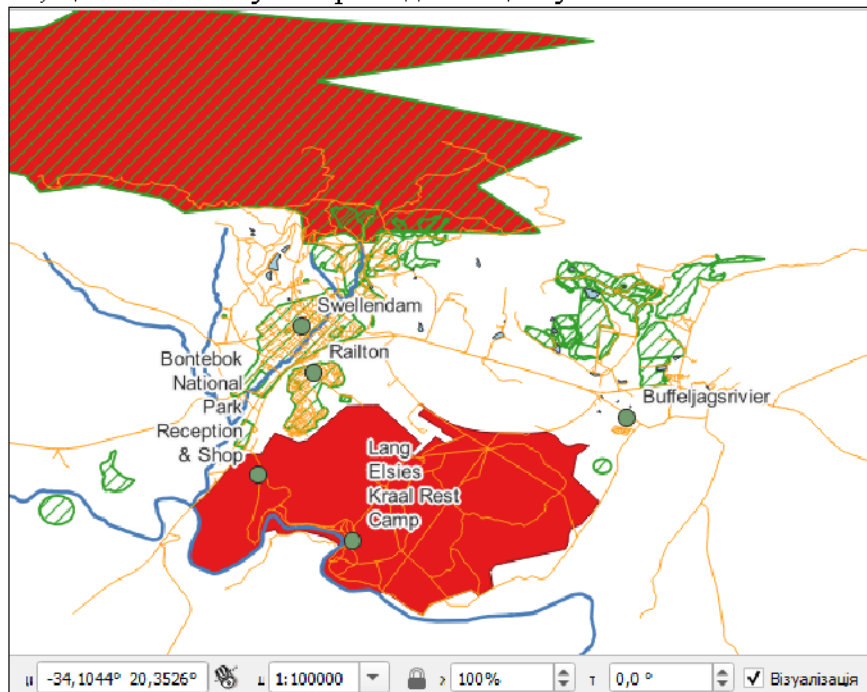 Swellendam
Railton
Bontebok
National
Park
Reception
& Shop
Buffeljagsrivier
Lang
Elsies
Kraal Rest
Camp
-34,1044° 20,3526° 1:100000 100% 0,0 ° Візуалізація